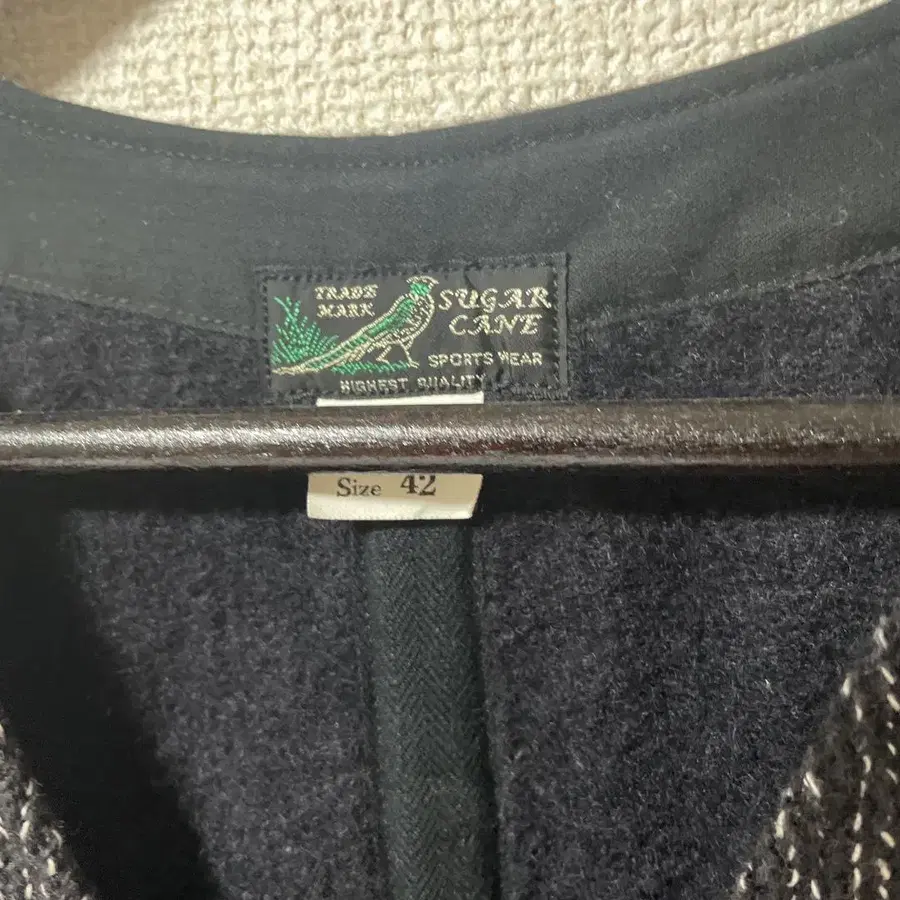 TRADE
MARK
SUGAR
CANE
SPORTS WEAR
HIGHEST QUALITY
Size 42